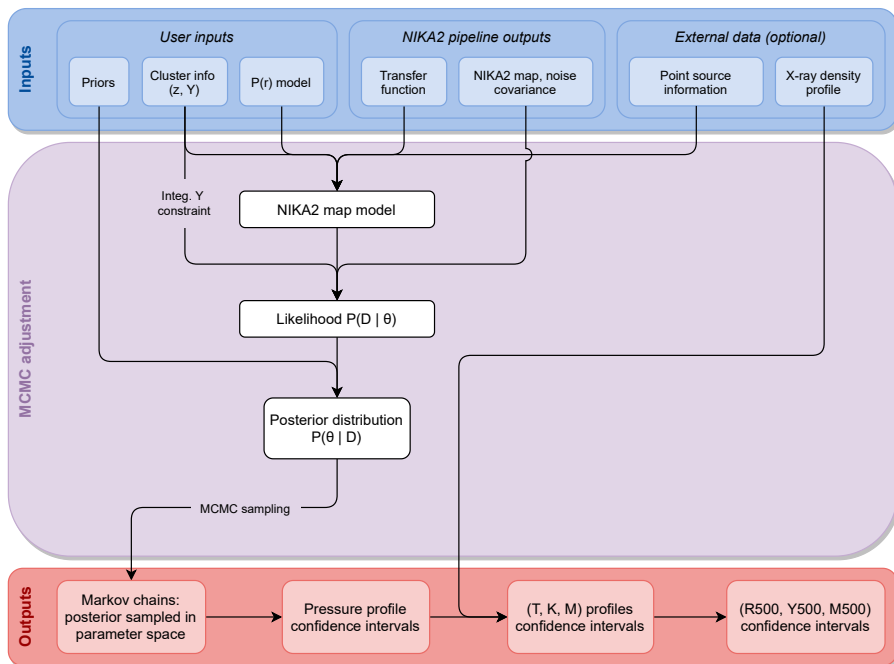 Inputs
User inputs
NIKA2 pipeline outputs
External data (optional)
Priors
Cluster info
(z, Y)
P(r) model
Transfer
function
NIKA2 map, noise
covariance
Point source
information
X-ray density
profile
MCMC adjustment
Integ. Y
constraint
NIKA2 map model
Likelihood P(D | θ)
Posterior distribution
P(θ | D)
MCMC sampling
Outputs
Markov chains:
posterior sampled in
parameter space
Pressure profile
confidence intervals
(T, K, M) profiles
confidence intervals
(R500, Y500, M500)
confidence intervals